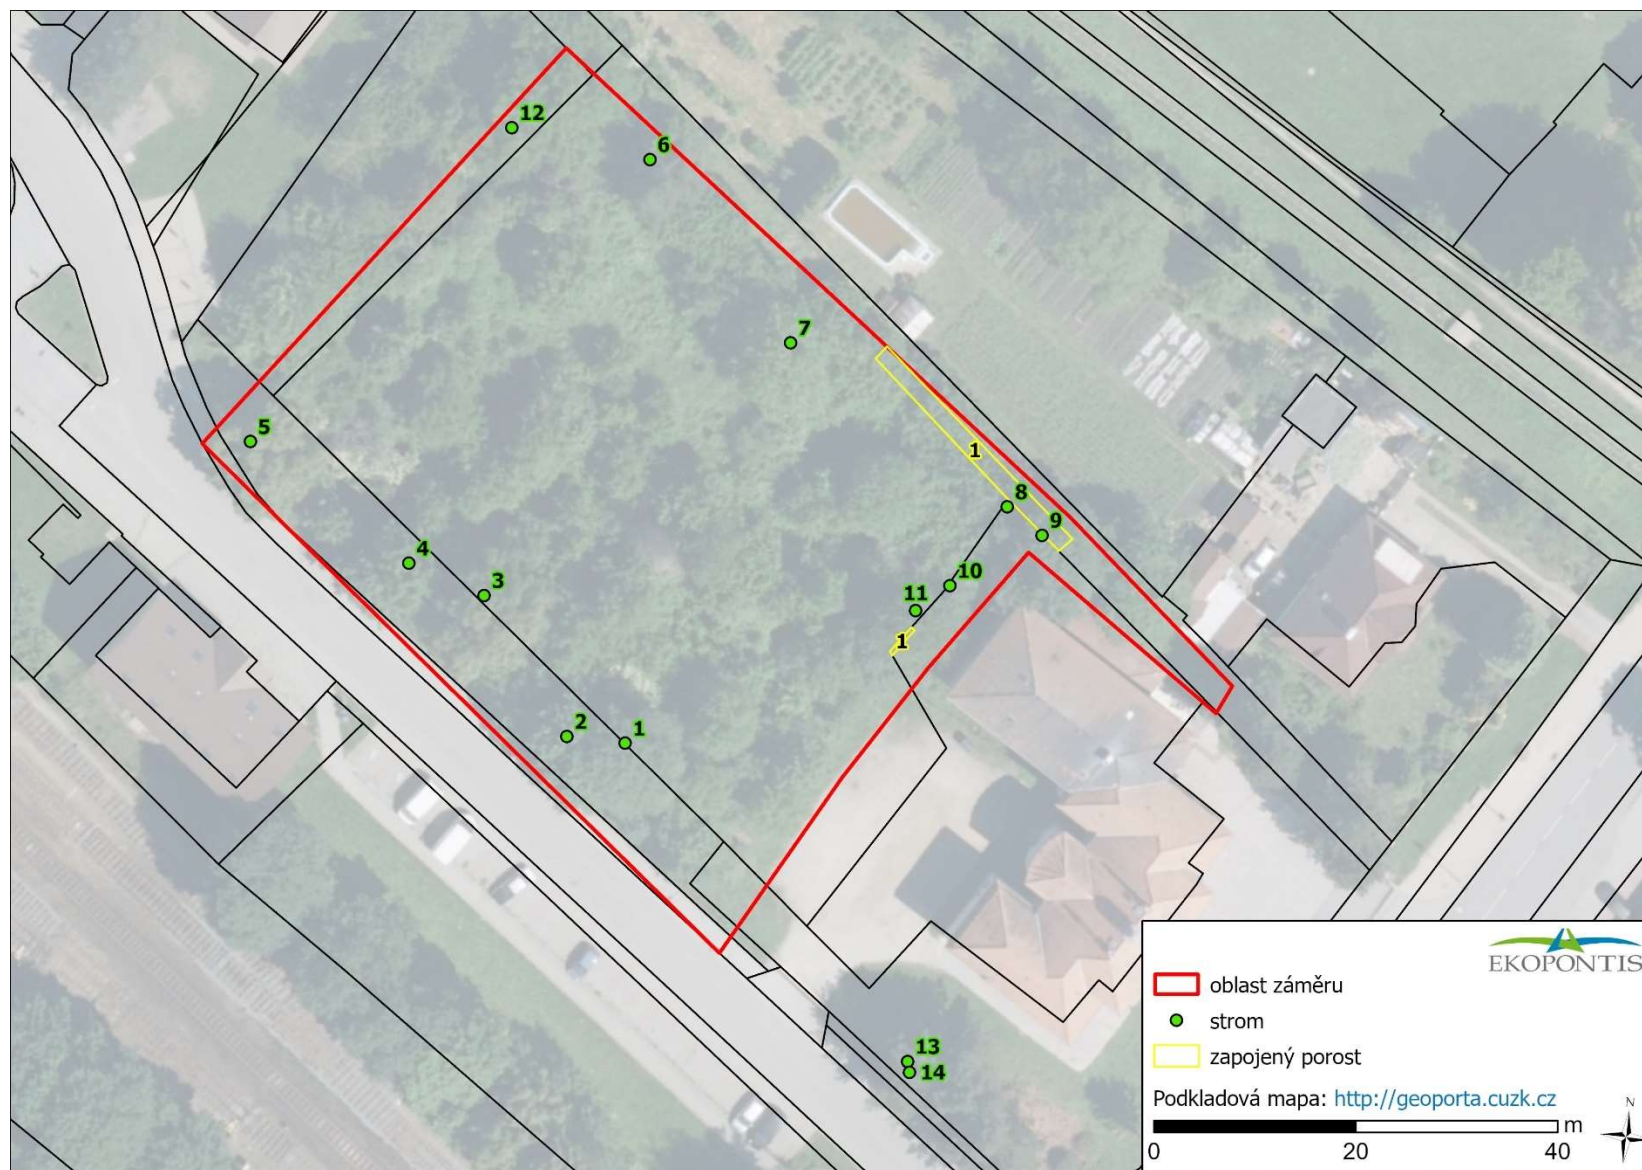 12
6
7
5
1
8
9
4
3
10
11
1
2
1
13
14
EKOPONTIS
oblast záměru
strom
zapojený porost
Podkladová mapa: http://geoporta.cuzk.cz
N
m
0 20 40